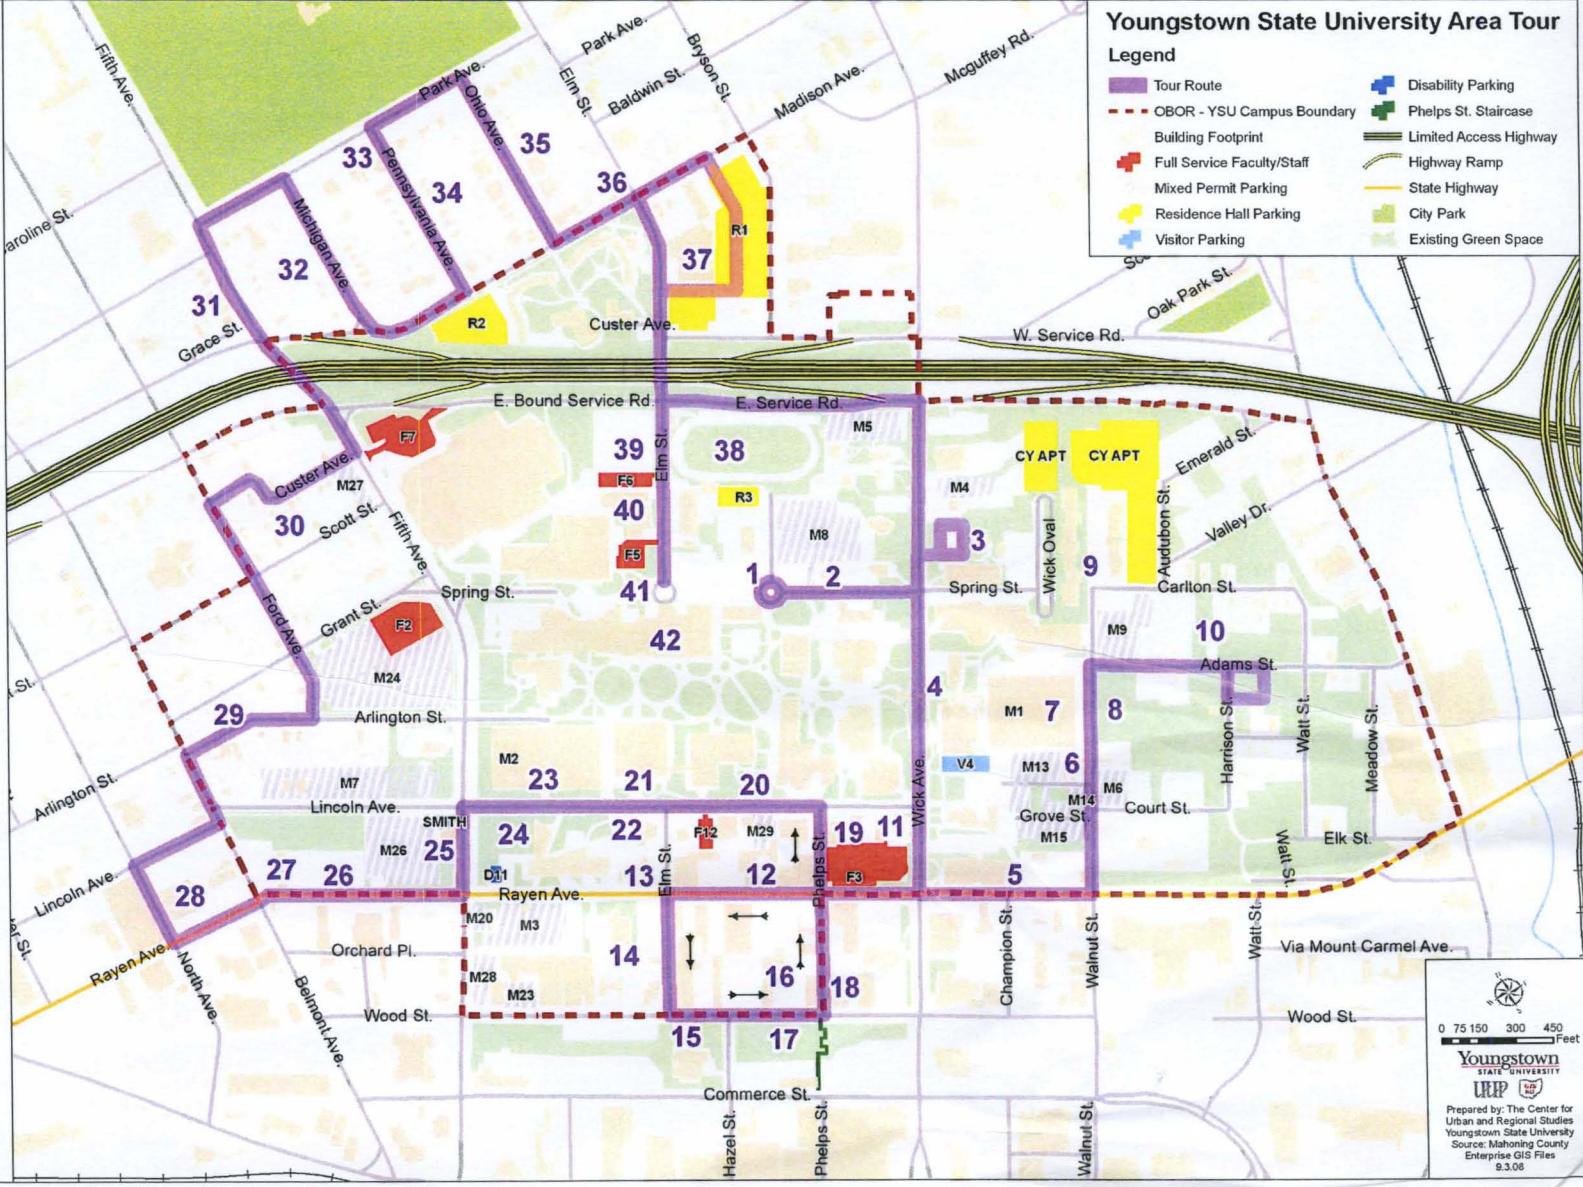 Youngstown State University Area Tour
Legend
Tour Route
OBOR - YSU Campus Boundary
Building Footprint
Full Service Faculty/Staff
Mixed Permit Parking
Residence Hall Parking
Visitor Parking
Disability Parking
Phelps St. Staircase
Limited Access Highway
Highway Ramp
State Highway
City Park
Existing Green Space
Fifth Ave.
Park Ave.
Elm St.
Bryson St.
Baldwin St.
Madison Ave.
Mcguffey Rd.
Park Ave.
Ohio Ave.
35
33
Pennsylvania Ave.
34
36
Michigan Ave.
32
37
R1
31
Grace St.
R2
Custer Ave.
Oak Park St.
W. Service Rd.
E. Bound Service Rd.
E. Service Rd.
F7
39
Elm St.
38
M5
CY APT
CY APT
Emerald St.
Custer Ave.
M27
F6
R3
M4
30
Scott St.
40
M8
Valley Dr.
Fifth Ave.
F5
3
Wick Oval
9
Audubon St.
Spring St.
41
1
2
Spring St.
Carlton St.
Grant St.
F2
Ford Ave.
42
M9
10
Adams St.
M24
4
29
Arlington St.
M1
7
8
Harrison St.
Watt St.
Meadow St.
M2
23
21
20
V4
M13
6
M7
Arlington St.
Lincoln Ave.
Wick Ave.
M14
M6
Court St.
SMITH
24
22
F12
M29
19
11
Grove St.
M15
Elk St.
M26
25
D11
Elm St.
Phelps St.
F3
Watt St.
27
26
13
12
5
Lincoln Ave.
28
Rayen Ave.
M20
M3
Orchard Pl.
14
Champion St.
Walnut St.
Watt St.
Via Mount Carmel Ave.
Rayen Ave.
North Ave.
Belmont Ave.
M28
M23
16
18
Wood St.
15
17
Wood St.
Commerce St.
Hazel St.
Phelps St.
Walnut St.
0 75 150 300 450
Feet
Youngstown
STATE UNIVERSITY
Prepared by: The Center for
Urban and Regional Studies
Youngstown State University
Source: Mahoning County
Enterprise GIS Files
9.3.08